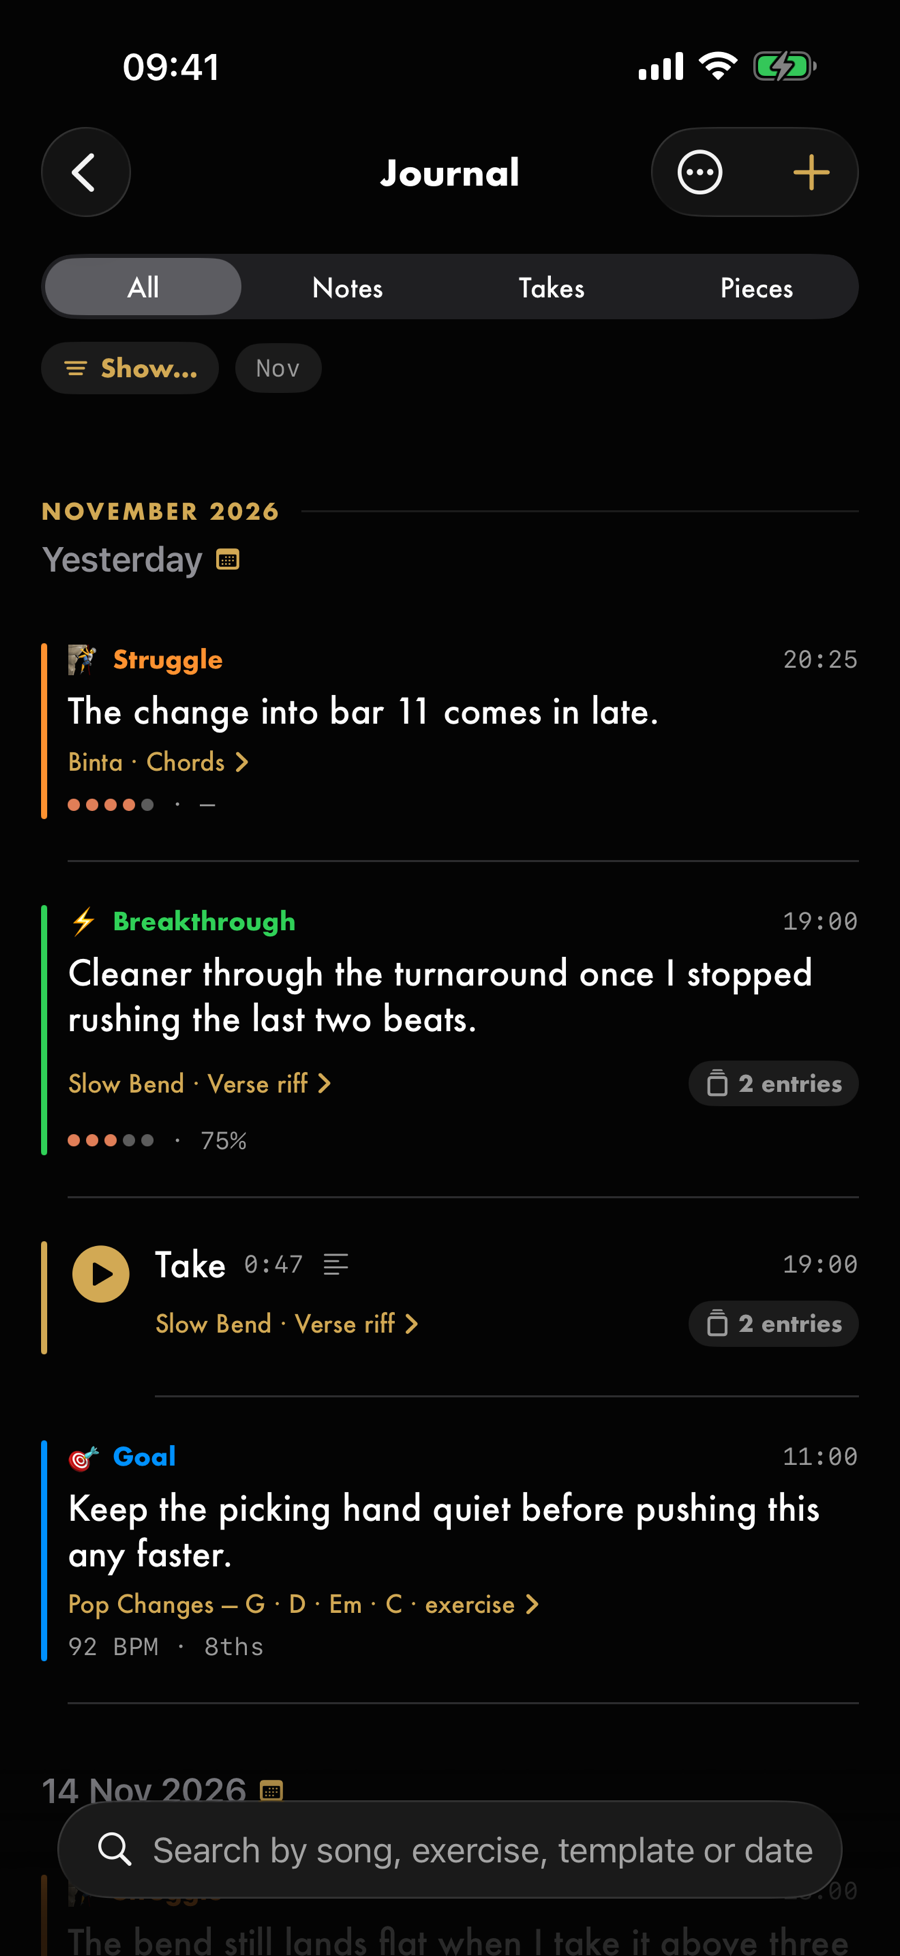 09:41
Journal
All Notes Takes Pieces
Show... Nov
NOVEMBER 2026
Yesterday
Struggle 20:25
The change into bar 11 comes in late.
Binta · Chords
· –
Breakthrough 19:00
Cleaner through the turnaround once I stopped
rushing the last two beats.
Slow Bend · Verse riff 2 entries
· 75%
Take 0:47 19:00
Slow Bend · Verse riff 2 entries
Goal 11:00
Keep the picking hand quiet before pushing this
any faster.
Pop Changes – G · D · Em · C · exercise
92 BPM · 8ths
14 Nov 2026
Search by song, exercise, template or date
Struggle
The bend still lands flat when I take it above three